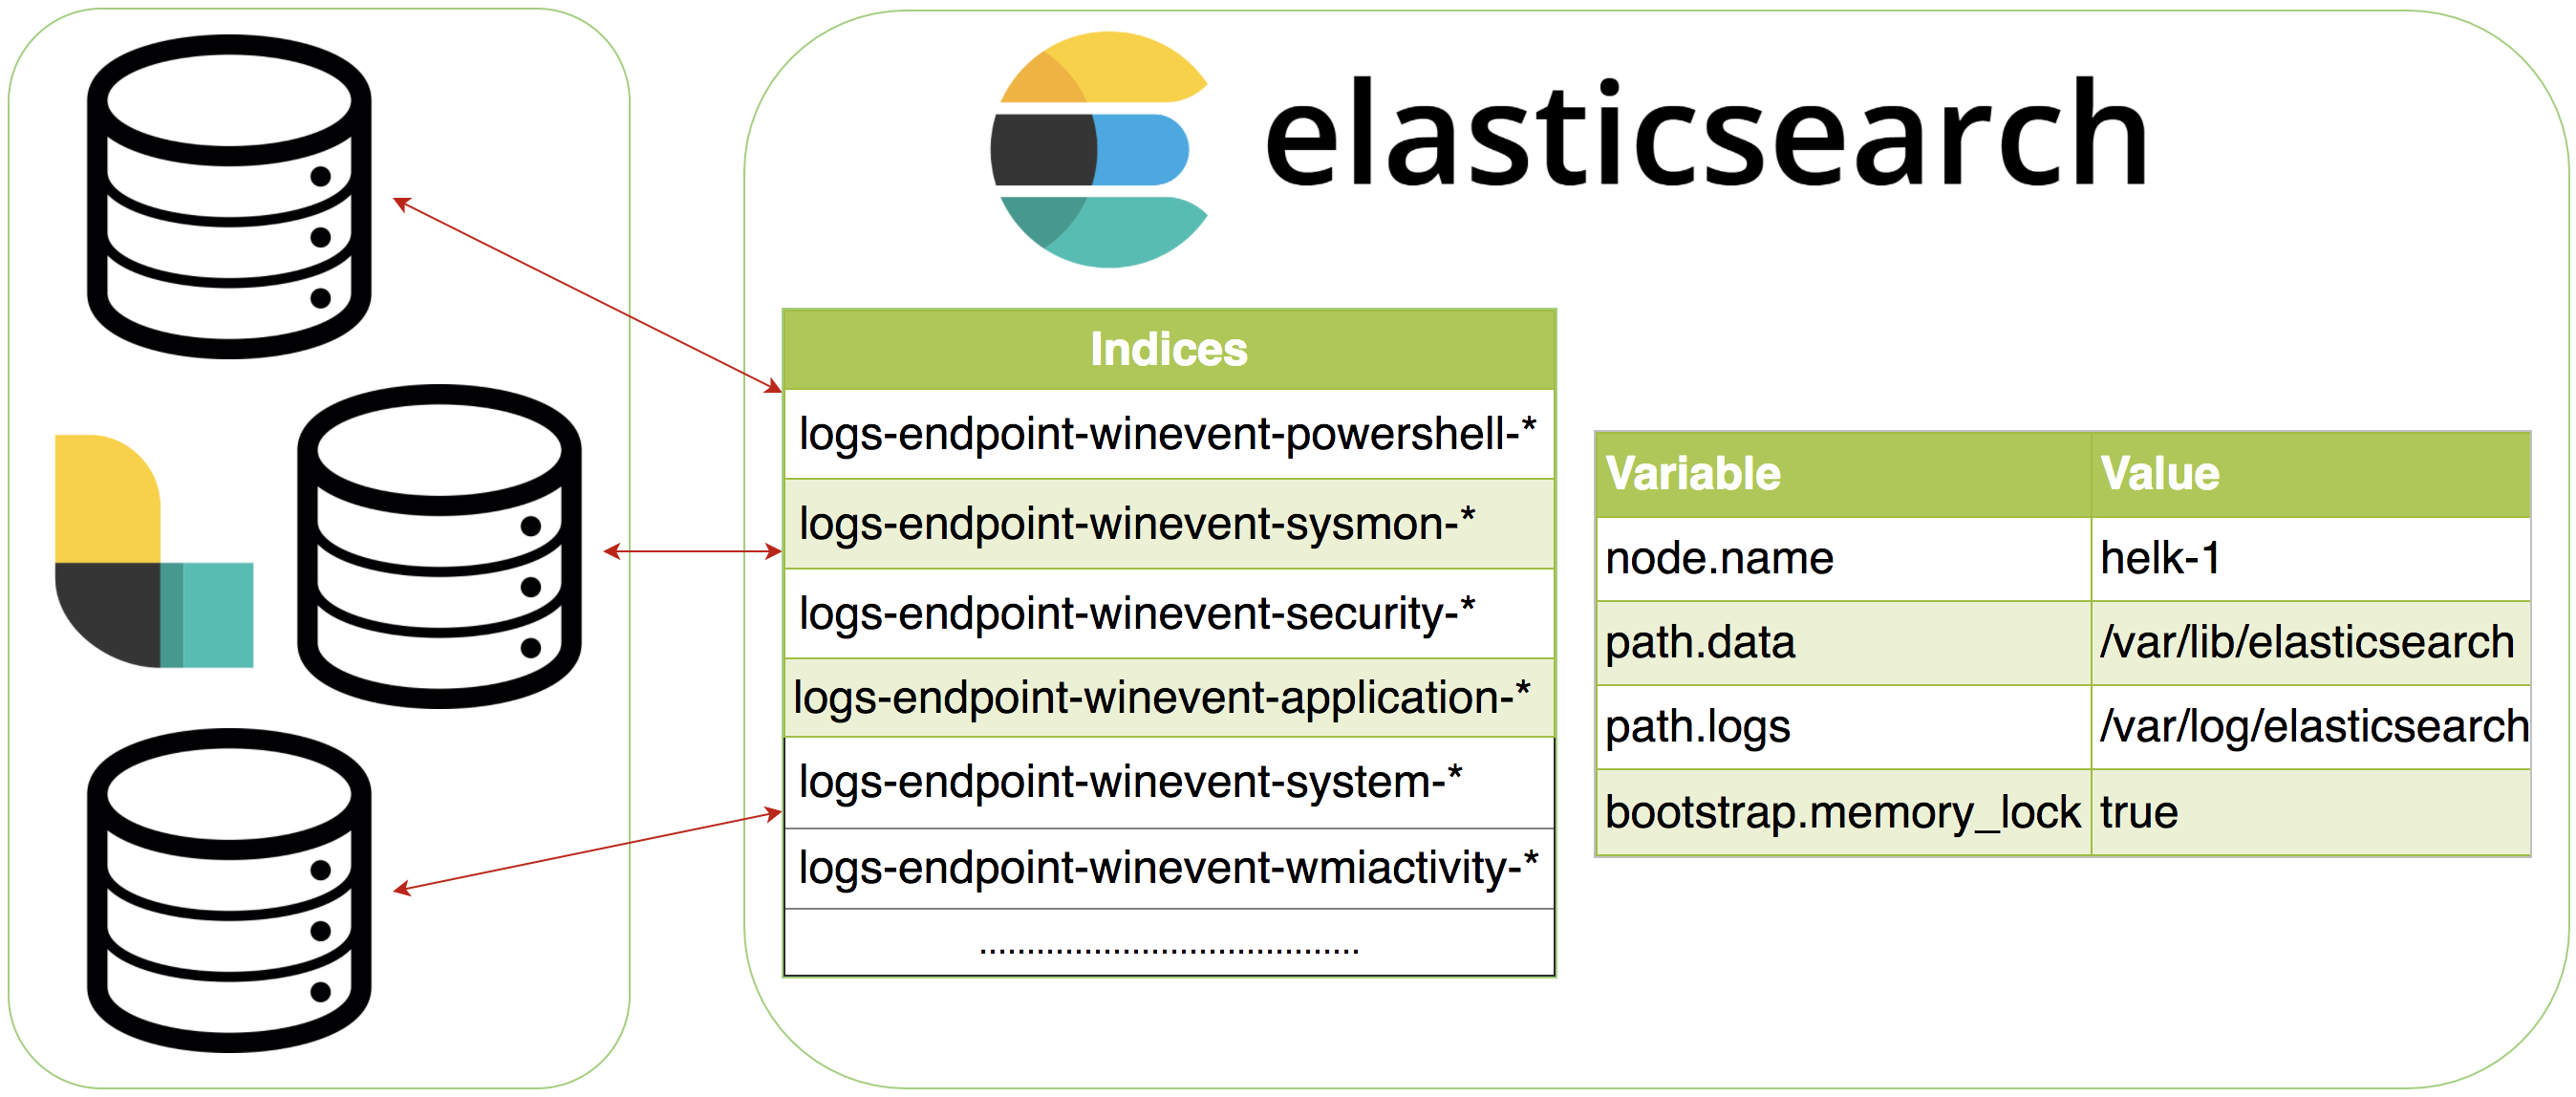 elasticsearch
Indices
logs-endpoint-winevent-powershell-*
logs-endpoint-winevent-sysmon-*
logs-endpoint-winevent-security-*
logs-endpoint-winevent-application-*
logs-endpoint-winevent-system-*
logs-endpoint-winevent-wmiactivity-*
........................................
Variable Value
node.name helk-1
path.data /var/lib/elasticsearch
path.logs /var/log/elasticsearch
bootstrap.memory_lock true